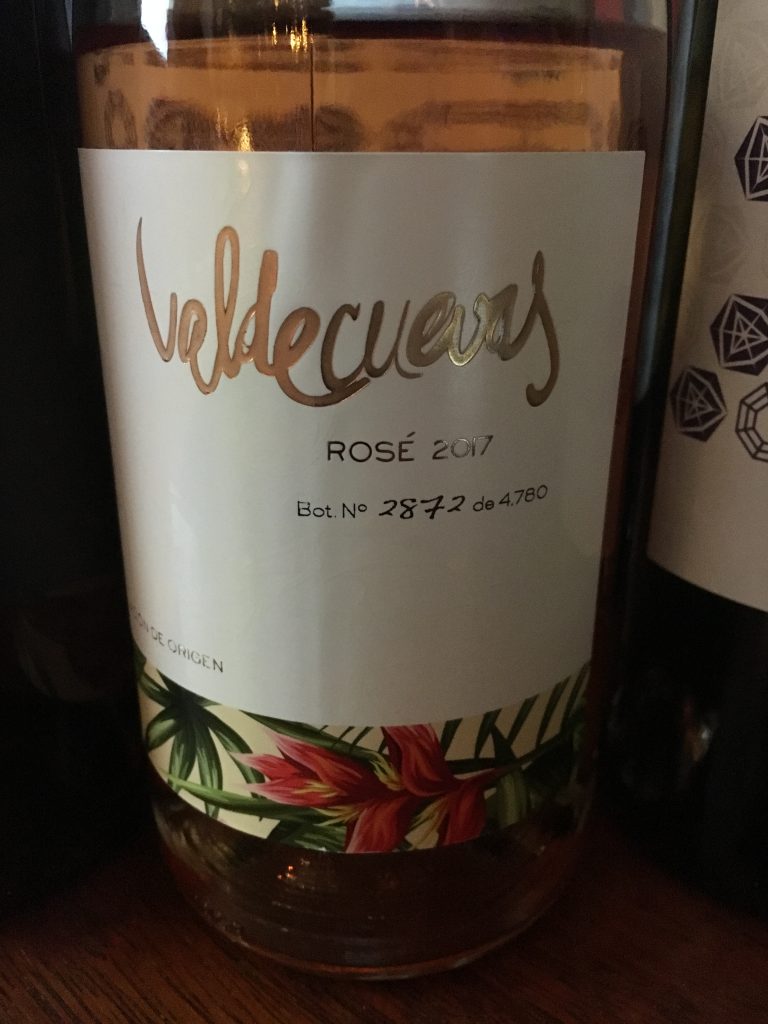 Valdecuevas
ROSÉ 2017
Bot. Nº 2872 de 4.780
DE ORIGEN